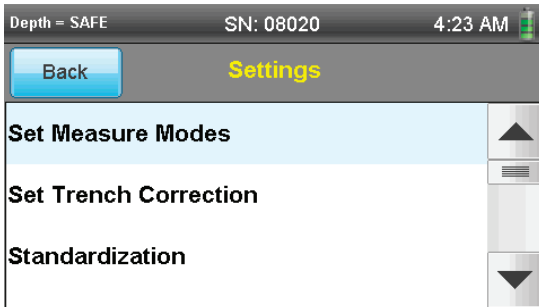 Depth = SAFE SN: 08020 4:23 AM
Back Settings
Set Measure Modes
Set Trench Correction
Standardization